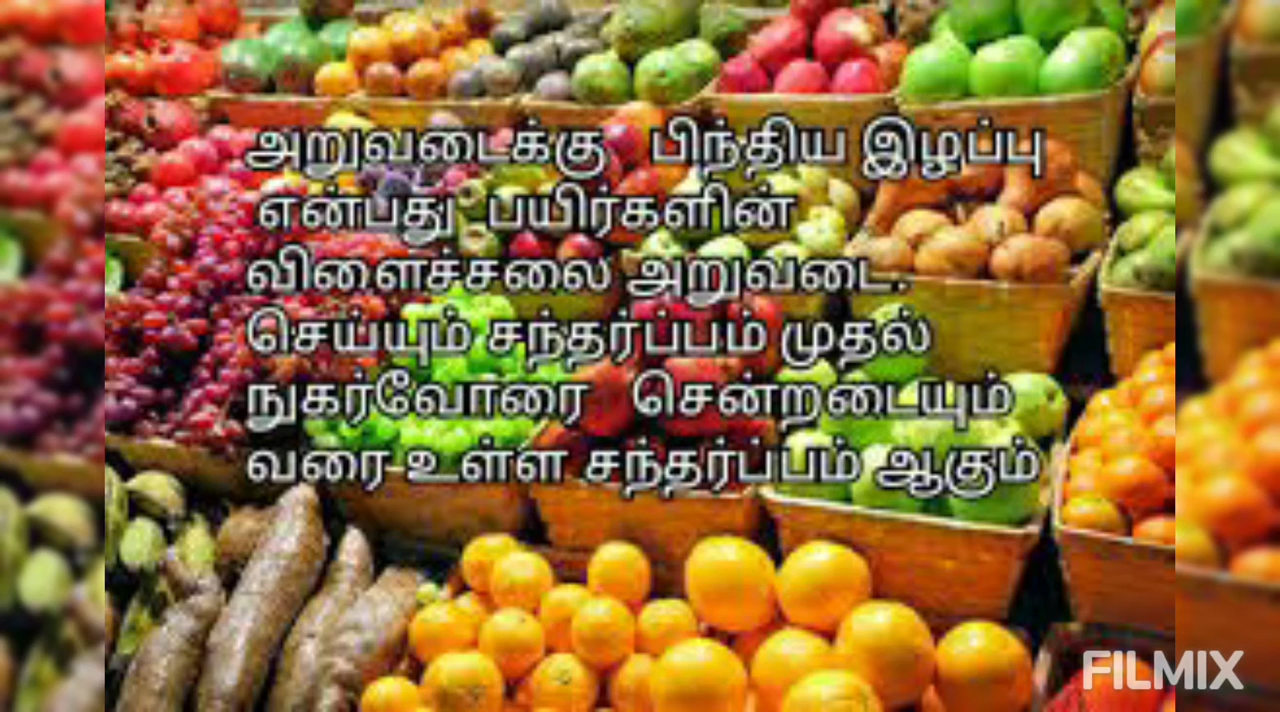 அறுவடைக்கு பிந்திய இழப்பு
என்பது பயிர்களின்
விளைச்சலை அறுவடை.
செய்யும் சந்தர்ப்பம் முதல்
நுகர்வோரை சென்றடையும்
வரை உள்ள சந்தர்ப்பம் ஆகும்
FILMIX